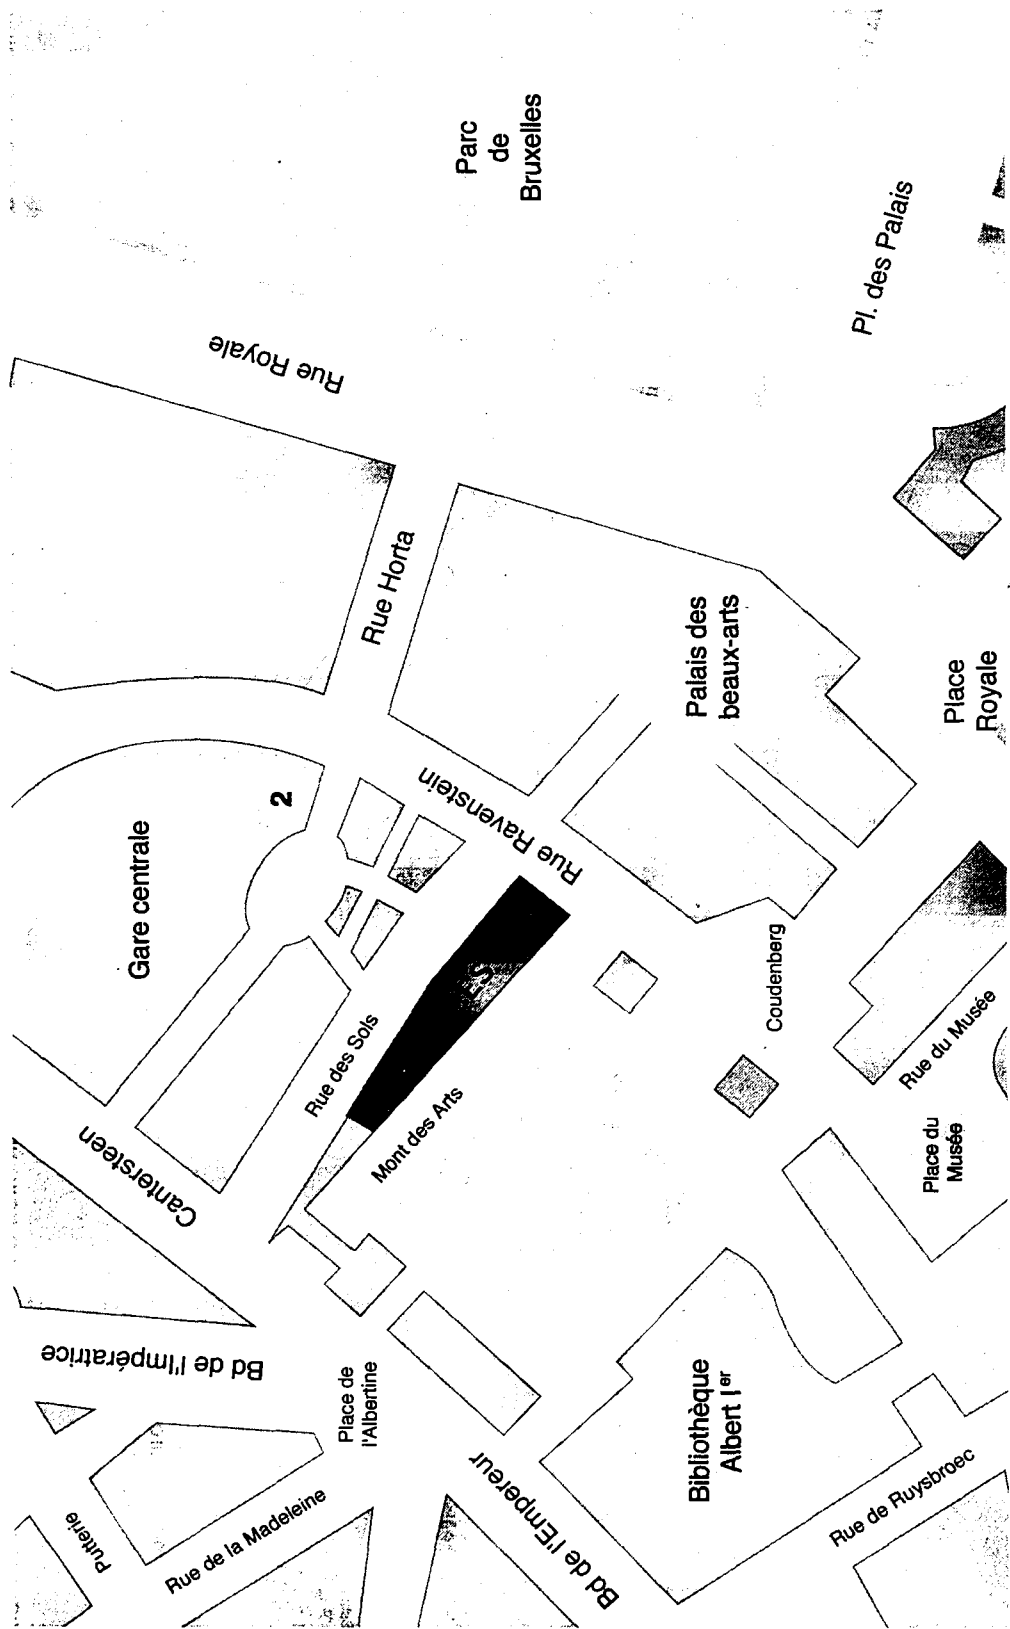 Parc
de
Bruxelles
Pl. des Palais
Rue Royale
Rue Horta
Palais des
beaux-arts
Place
Royale
2
Gare centrale
Rue Ravenstein
Coudenberg
Rue du Musée
Place du
Musée
Rue des Sols
Mont des Arts
Cantersteen
Bd de l'Impératrice
Place de
l'Albertine
Bibliothèque
Albert Ier
Bd de l'Empereur
Rue de Ruysbroec
Putterie
Rue de la Madeleine